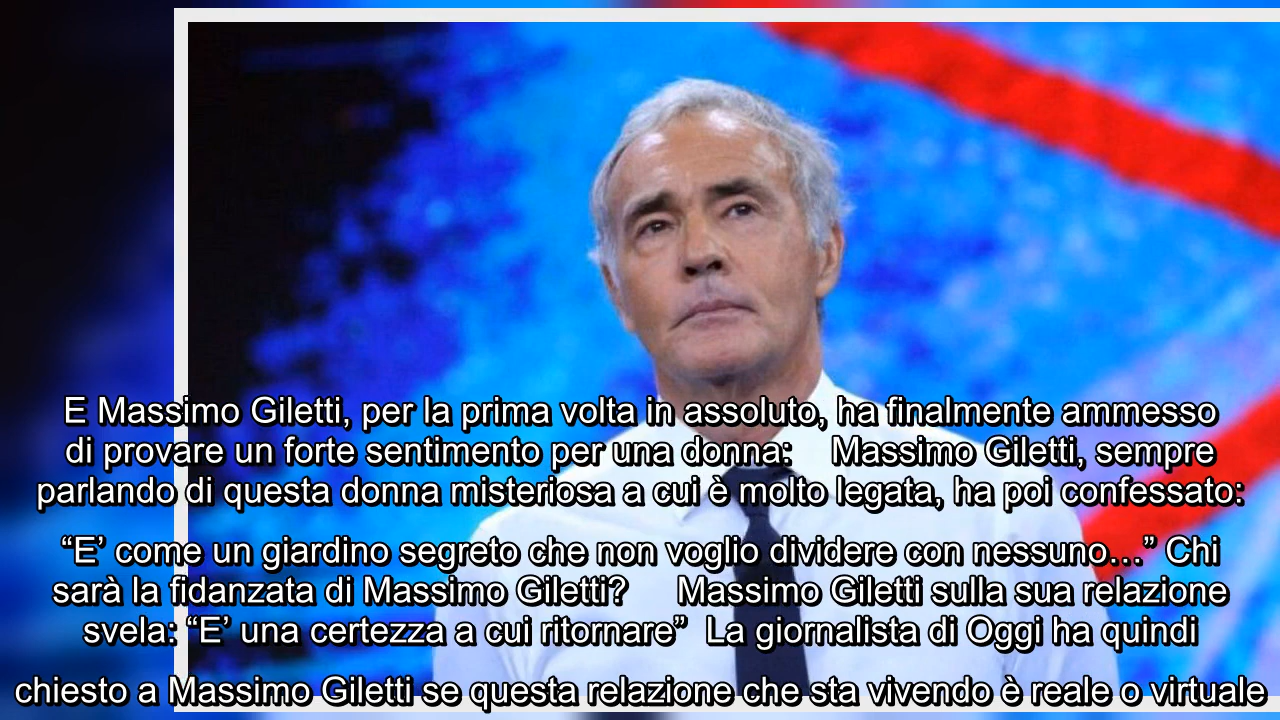 E Massimo Giletti, per la prima volta in assoluto, ha finalmente ammesso
di provare un forte sentimento per una donna: Massimo Giletti, sempre
parlando di questa donna misteriosa a cui è molto legata, ha poi confessato:
“E’ come un giardino segreto che non voglio dividere con nessuno…” Chi
sarà la fidanzata di Massimo Giletti? Massimo Giletti sulla sua relazione
svela: “E’ una certezza a cui ritornare” La giornalista di Oggi ha quindi
chiesto a Massimo Giletti se questa relazione che sta vivendo è reale o virtuale